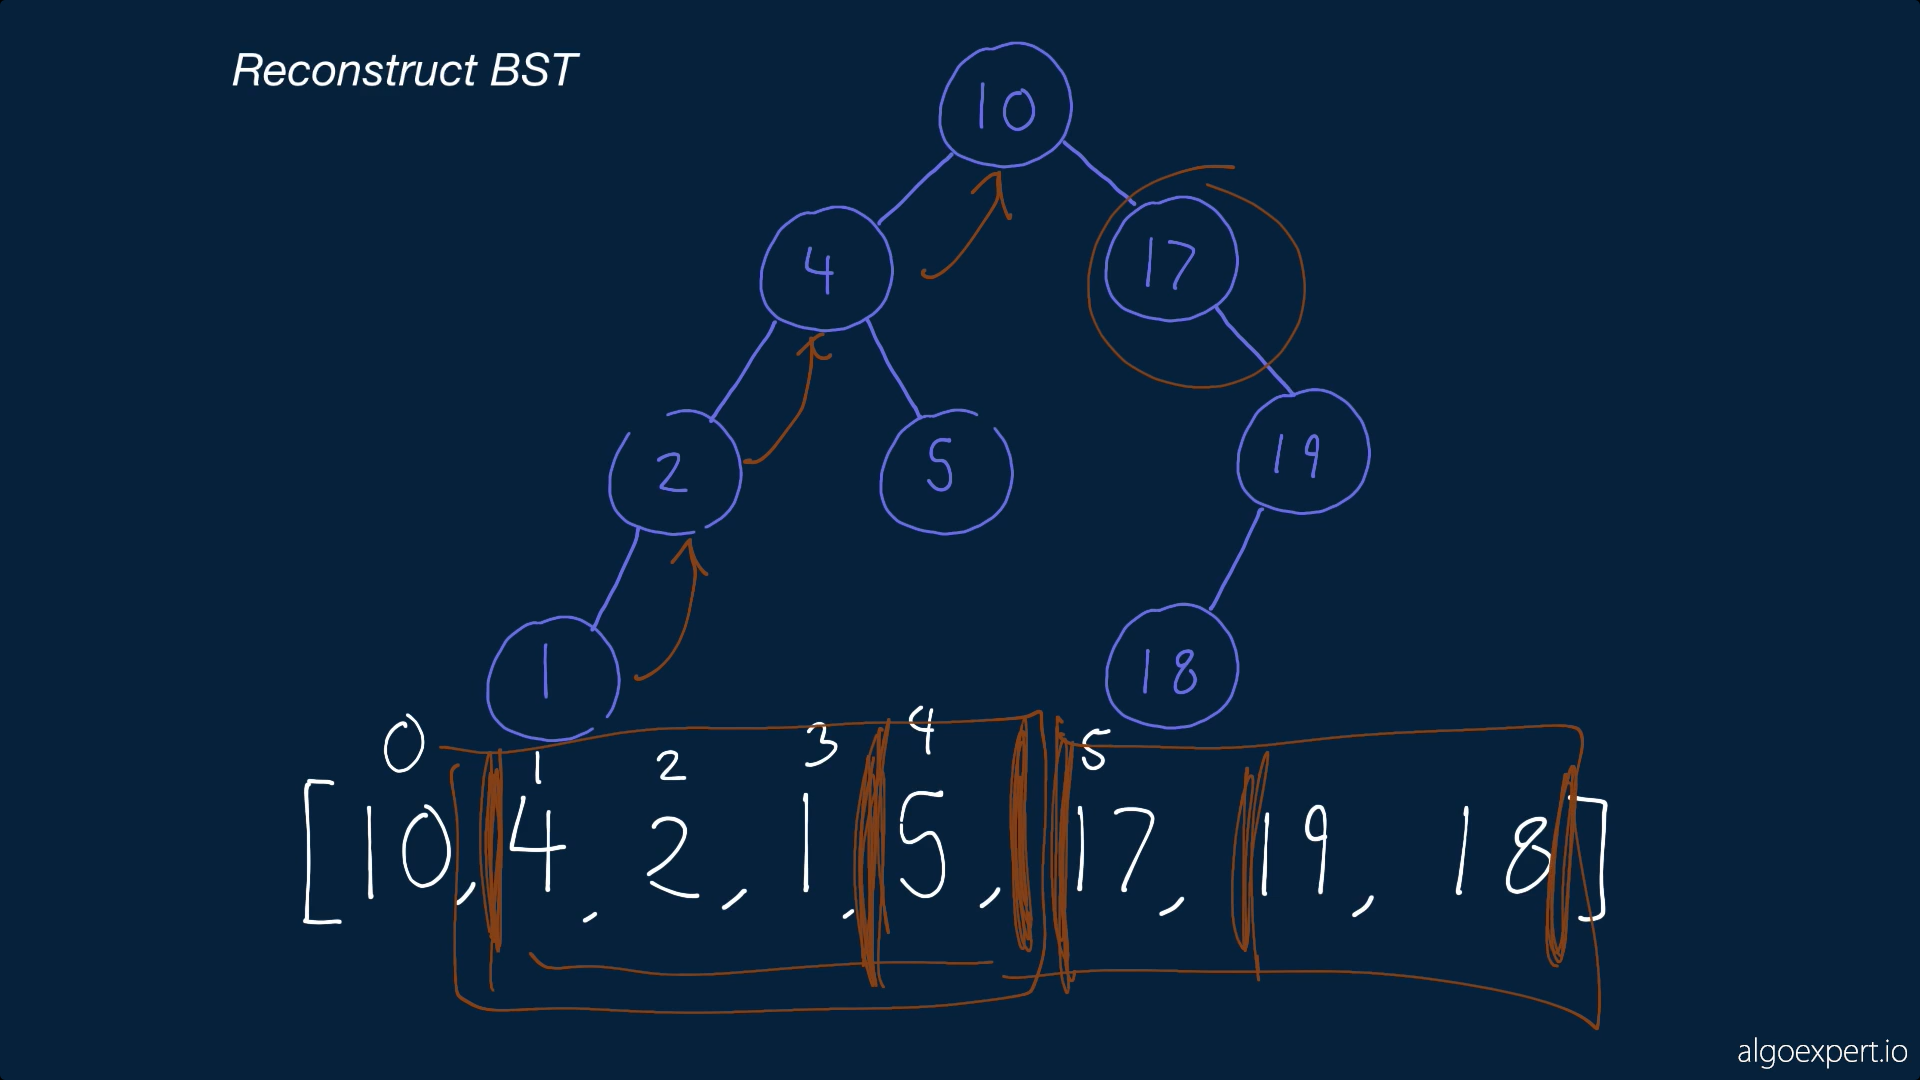 Reconstruct BST
10
4
17
2
5
19
1
18
0 1 2 3 4 5
[10, 4, 2, 1, 5, 17, 19, 18]
algoexpert.io